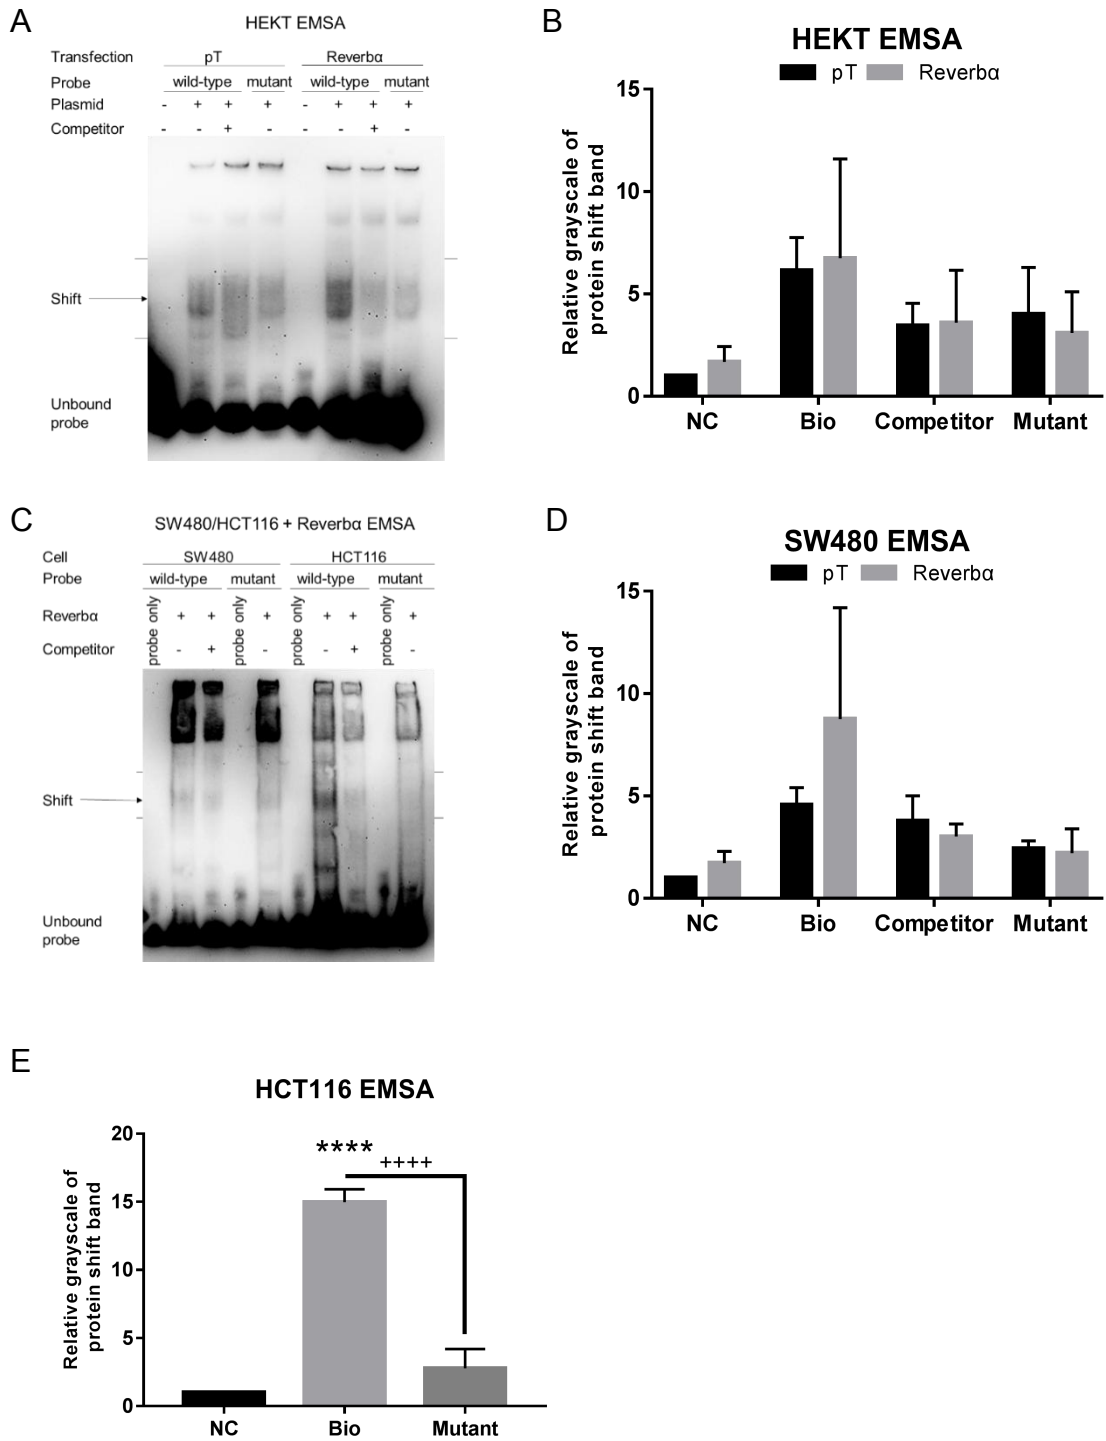 A
HEKT EMSA
Transfection pT Reverbα
Probe wild-type mutant wild-type mutant
Plasmid - + + + - + + +
Competitor - - + - - - + -
Shift
Unbound
probe
B
HEKT EMSA
pT Reverbα
Relative grayscale of
protein shift band
15
10
5
0
NC Bio Competitor Mutant
C
SW480/HCT116 + Reverbα EMSA
Cell SW480 HCT116
Probe wild-type mutant wild-type mutant
Reverbα probe only + + probe only + probe only + + probe only +
Competitor - + - - + -
Shift
Unbound
probe
D
SW480 EMSA
pT Reverbα
Relative grayscale of
protein shift band
15
10
5
0
NC Bio Competitor Mutant
E
HCT116 EMSA
Relative grayscale of
protein shift band
20
15
10
5
0
****
++++
NC Bio Mutant